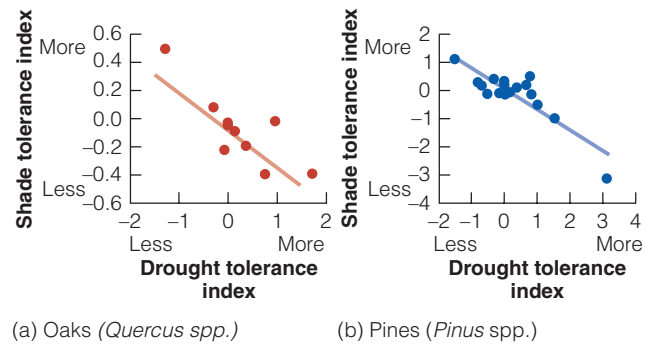 Shade tolerance index
More
Less
0.6
0.4
0.2
0.0
–0.2
–0.4
–0.6
–2 –1 0 1 2
Less More
Drought tolerance
index
(a) Oaks (Quercus spp.)
Shade tolerance index
More
Less
2
1
0
–1
–2
–3
–4
–2 –1 0 1 2 3 4
Less More
Drought tolerance
index
(b) Pines (Pinus spp.)